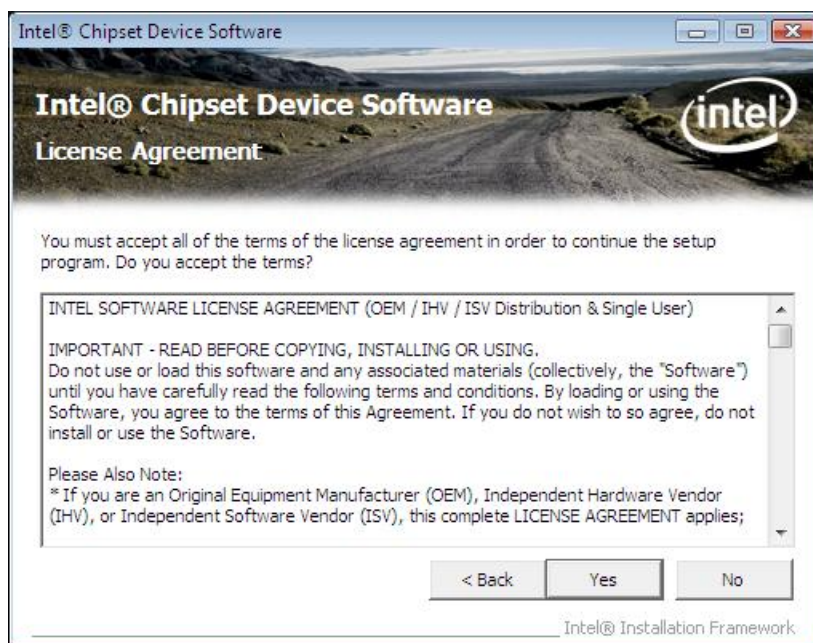 Intel® Chipset Device Software
Intel® Chipset Device Software
intel
License Agreement
You must accept all of the terms of the license agreement in order to continue the setup
program. Do you accept the terms?
INTEL SOFTWARE LICENSE AGREEMENT (OEM / IHV / ISV Distribution & Single User)
IMPORTANT - READ BEFORE COPYING, INSTALLING OR USING.
Do not use or load this software and any associated materials (collectively, the "Software")
until you have carefully read the following terms and conditions. By loading or using the
Software, you agree to the terms of this Agreement. If you do not wish to so agree, do not
install or use the Software.
Please Also Note:
* If you are an Original Equipment Manufacturer (OEM), Independent Hardware Vendor
(IHV), or Independent Software Vendor (ISV), this complete LICENSE AGREEMENT applies;
< Back Yes No
Intel® Installation Framework